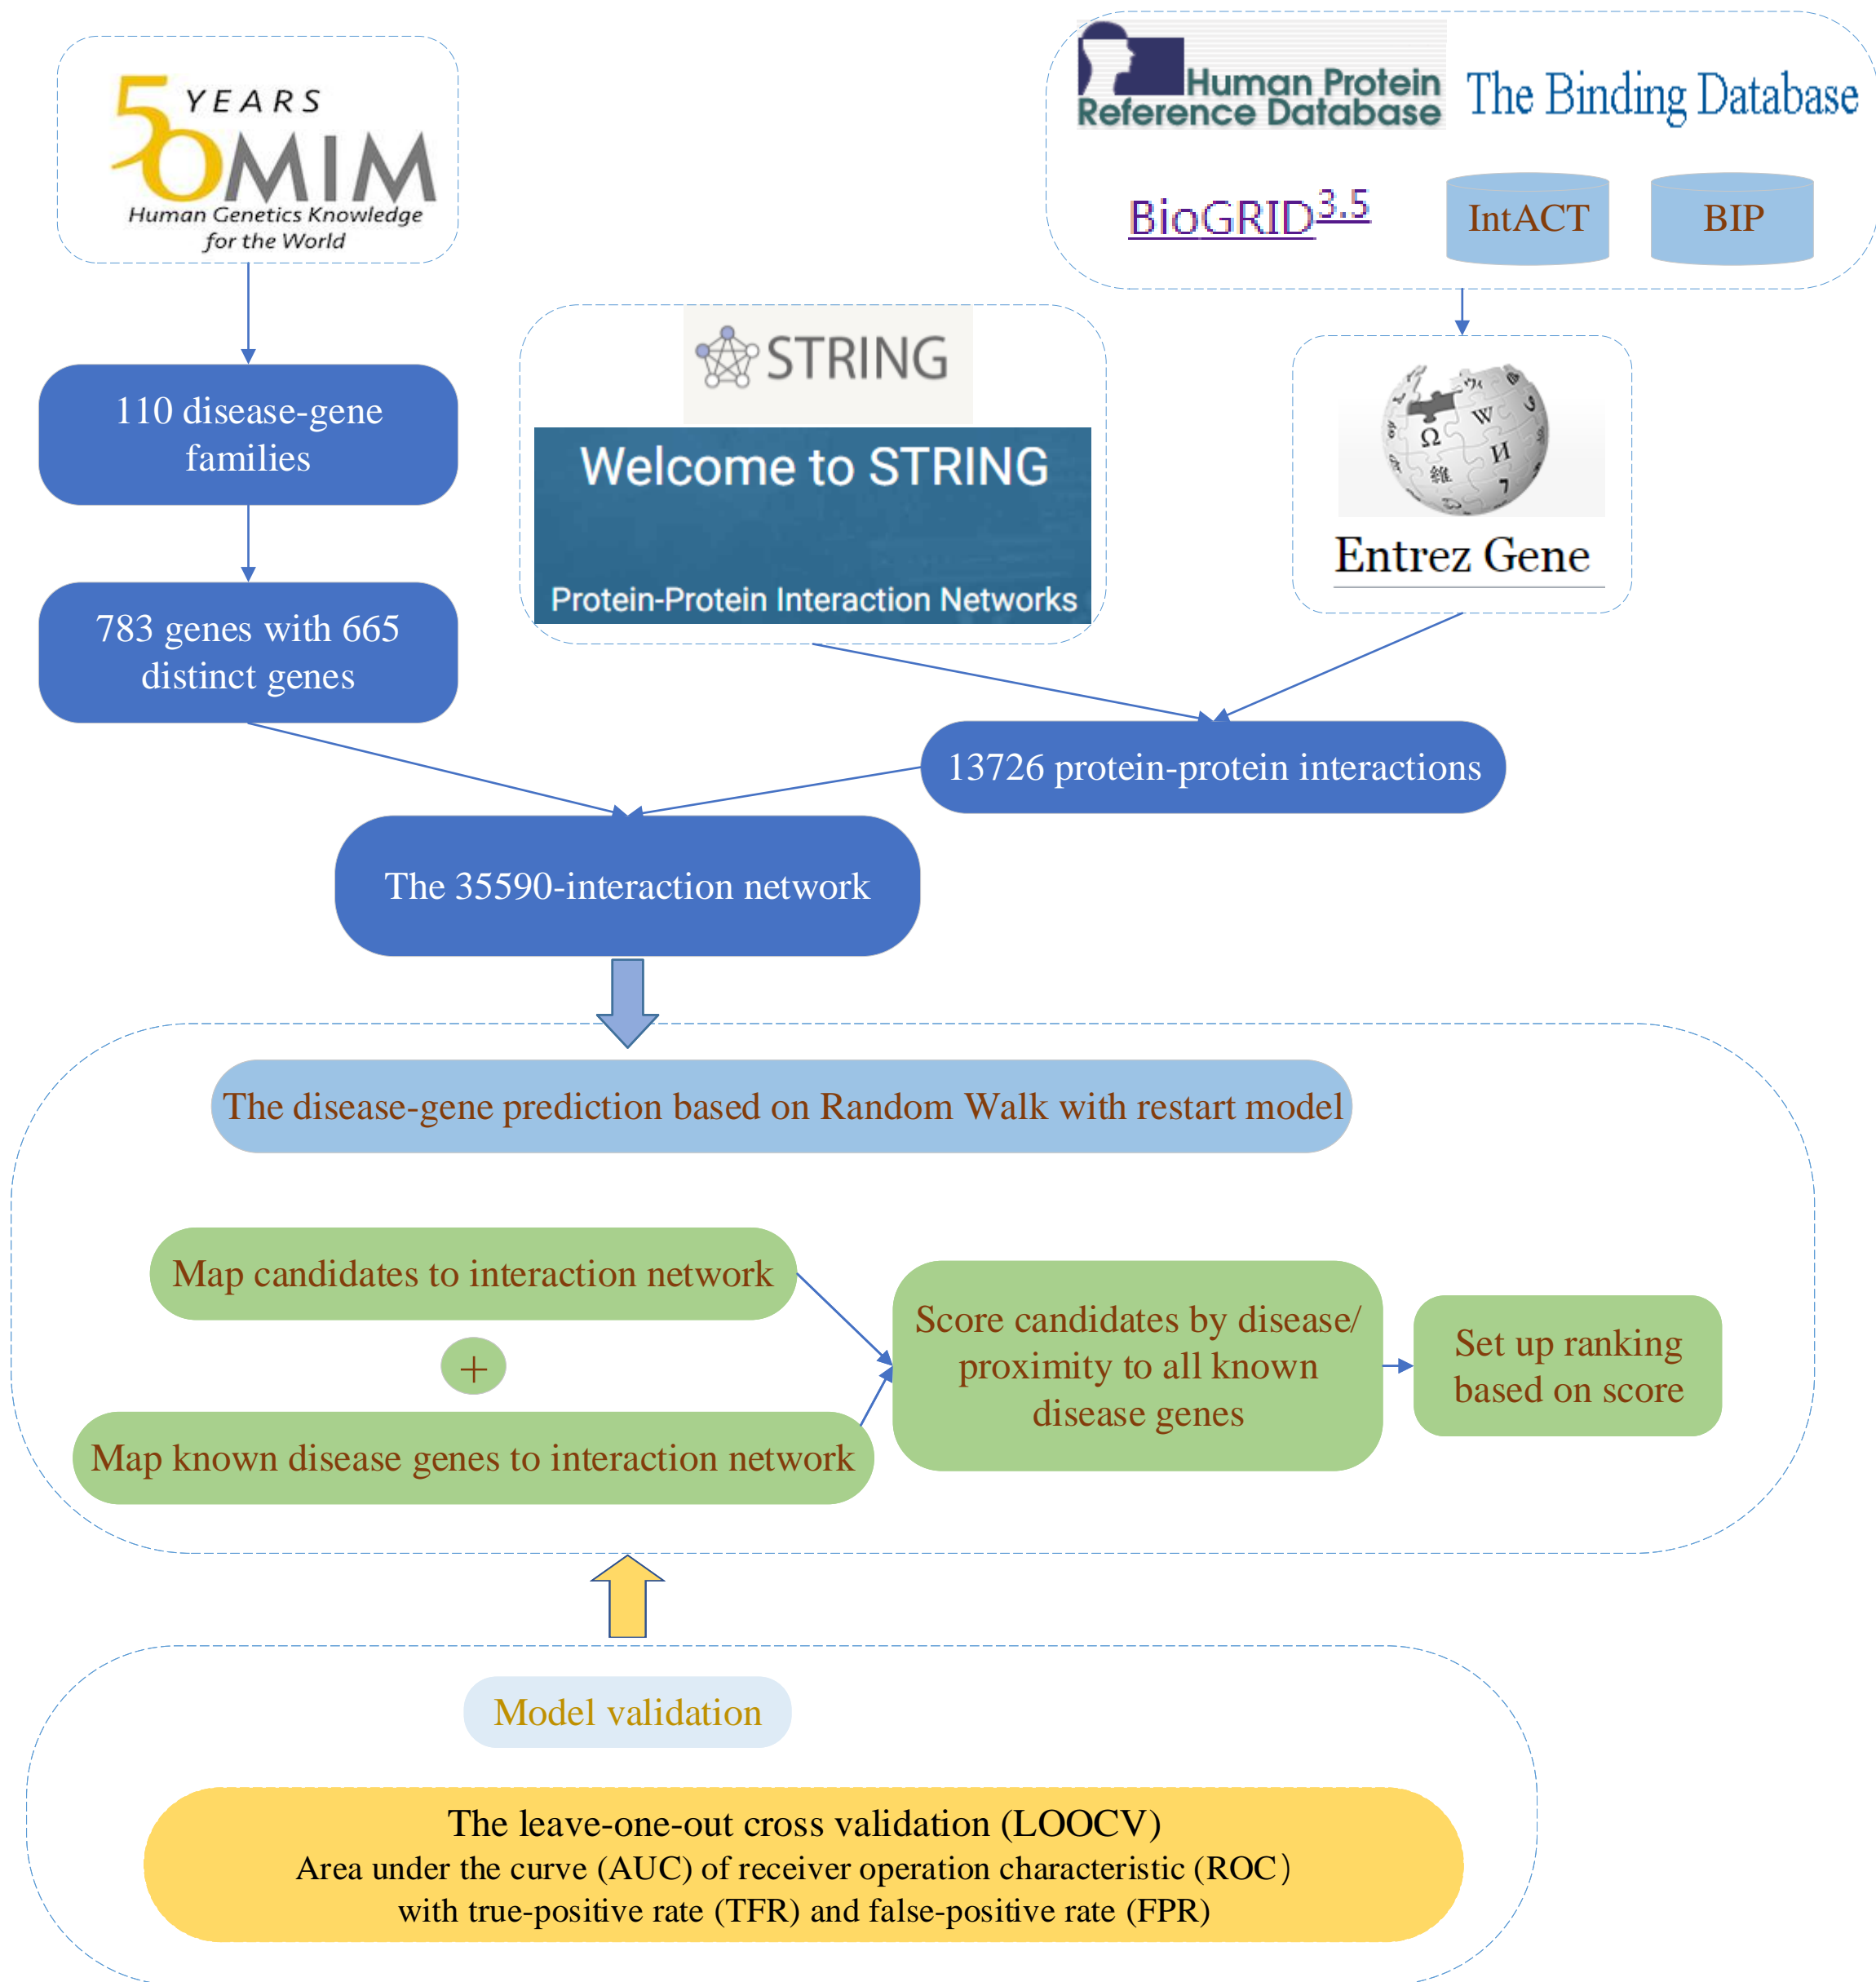 50 YEARS
OMIM
Human Genetics Knowledge
for the World
Human Protein
Reference Database
The Binding Database
BioGRID3.5
IntACT
BIP
110 disease-gene
families
STRING
Welcome to STRING
Protein-Protein Interaction Networks
Ω
W
И
維
7
Entrez Gene
783 genes with 665
distinct genes
13726 protein-protein interactions
The 35590-interaction network
The disease-gene prediction based on Random Walk with restart model
Map candidates to interaction network
+
Map known disease genes to interaction network
Score candidates by disease/
proximity to all known
disease genes
Set up ranking
based on score
Model validation
The leave-one-out cross validation (LOOCV)
Area under the curve (AUC) of receiver operation characteristic (ROC）
with true-positive rate (TFR) and false-positive rate (FPR)